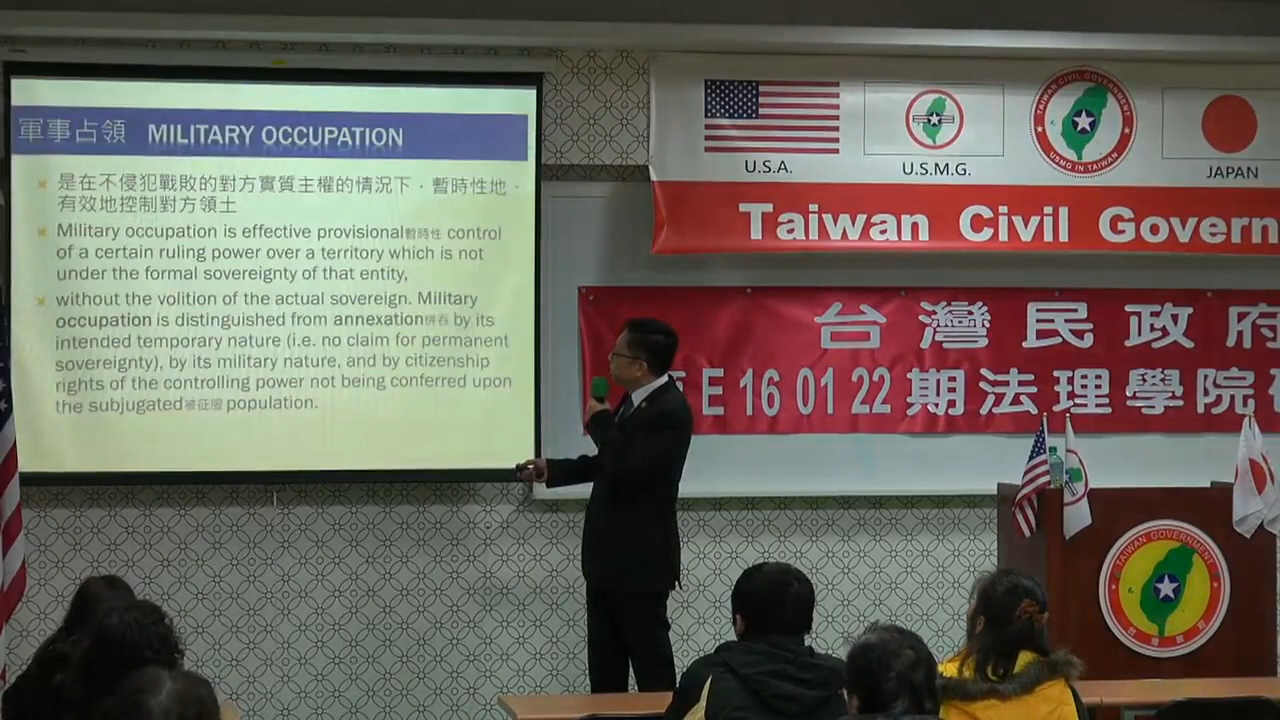 軍事占領 MILITARY OCCUPATION
是在不侵犯戰敗的對方實質主權的情況下，暫時性地，
有效地控制對方領土
Military occupation is effective provisional暫時性 control
of a certain ruling power over a territory which is not
under the formal sovereignty of that entity,
without the volition of the actual sovereign. Military
occupation is distinguished from annexation併吞 by its
intended temporary nature (i.e. no claim for permanent
sovereignty), by its military nature, and by citizenship
rights of the controlling power not being conferred upon
the subjugated被征服 population.
U.S.A.
U.S.M.G.
TAIWAN CIVIL GOVERNMENT
USMG IN TAIWAN
JAPAN
Taiwan Civil Govern
台灣民政府
E 16 01 22 期法理學院
TAIWAN GOVERNMENT
台灣政府